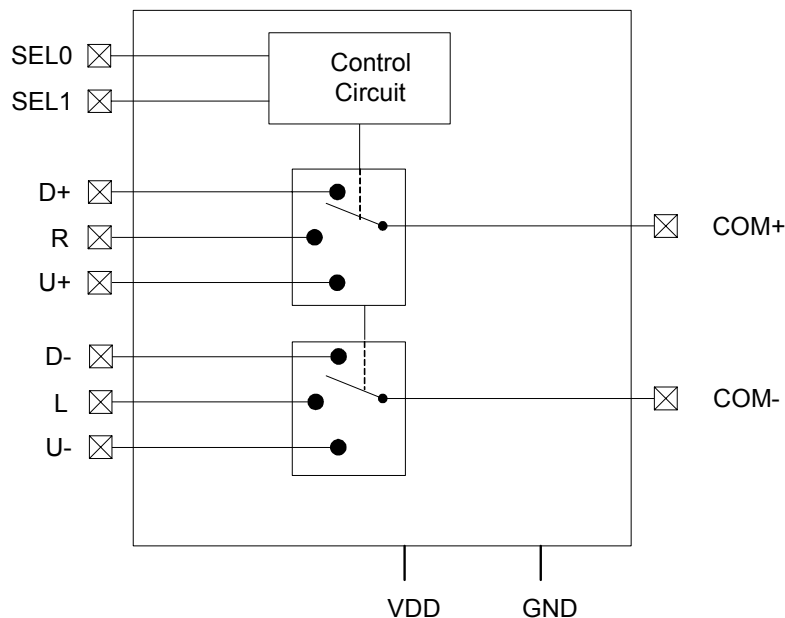 SEL0
SEL1
Control
Circuit
D+
R
U+
COM+
D-
L
U-
COM-
VDD
GND